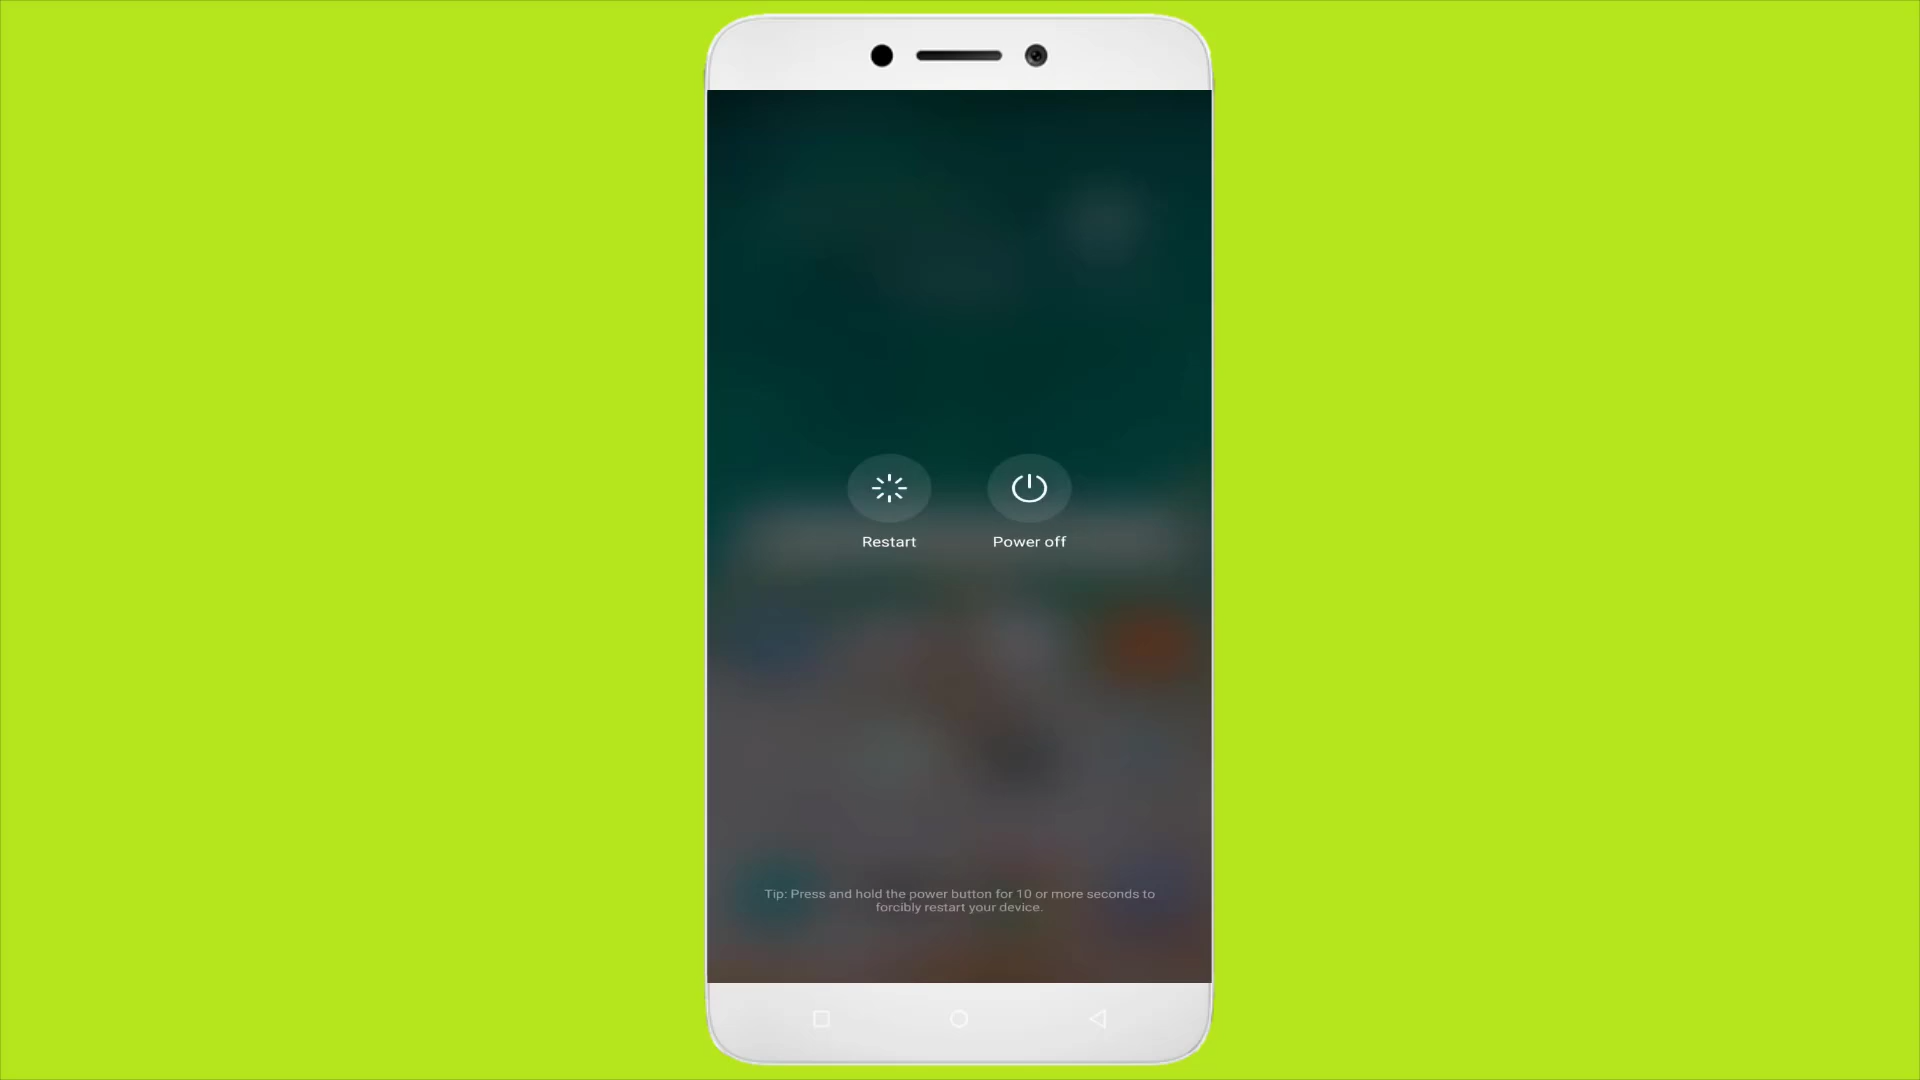 Restart
Power off
Tip: Press and hold the power button for 10 or more seconds to
forcibly restart your device.